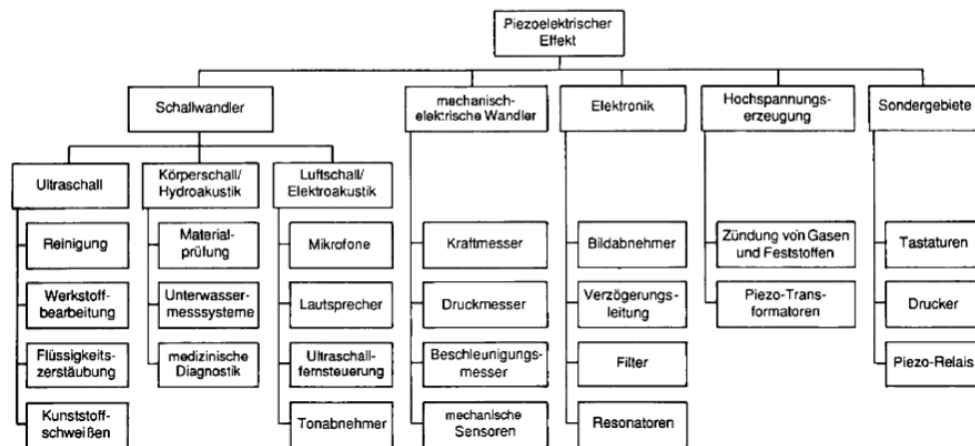 Piezoelektrischer
Effekt
Schallwandler
mechanisch-
elektrische Wandler
Elektronik
Hochspannungs-
erzeugung
Sondergebiete
Ultraschall
Körperschall/
Hydroakustik
Luftschall/
Elektroakustik
Reinigung
Werkstoff-
bearbeitung
Flüssigkeits-
zerstäubung
Kunststoff-
schweißen
Material-
prüfung
Unterwasser-
messsysteme
medizinische
Diagnostik
Mikrofone
Lautsprecher
Ultraschall-
fernsteuerung
Tonabnehmer
Kraftmesser
Druckmesser
Beschleunigungs-
messer
mechanische
Sensoren
Bildabnehmer
Verzögerungs-
leitung
Filter
Resonatoren
Zündung von Gasen
und Feststoffen
Piezo-Trans-
formatoren
Tastaturen
Drucker
Piezo-Relais